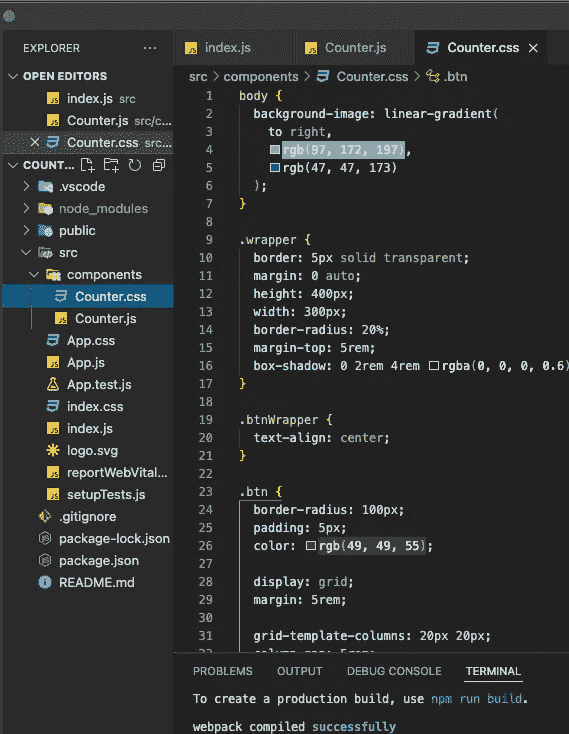 EXPLORER ...
OPEN EDITORS
index.js src
Counter.js src/c...
Counter.css src...
COUNT...
.vscode
node_modules
public
src
components
Counter.css
Counter.js
App.css
App.js
App.test.js
index.css
index.js
logo.svg
reportWebVital...
setupTests.js
.gitignore
package-lock.json
package.json
README.md
index.js Counter.js Counter.css
src > components > Counter.css > .btn
1 body {
2 background-image: linear-gradient(
3 to right,
4 rgb(97, 172, 197),
5 rgb(47, 47, 173)
6 );
7 }
8
9 .wrapper {
10 border: 5px solid transparent;
11 margin: 0 auto;
12 height: 400px;
13 width: 300px;
14 border-radius: 20%;
15 margin-top: 5rem;
16 box-shadow: 0 2rem 4rem rgba(0, 0, 0, 0.6)
17 }
18
19 .btnWrapper {
20 text-align: center;
21 }
22
23 .btn {
24 border-radius: 100px;
25 padding: 5px;
26 color: rgb(49, 49, 55);
27
28 display: grid;
29 margin: 5rem;
30
31 grid-template-columns: 20px 20px;
PROBLEMS OUTPUT DEBUG CONSOLE TERMINAL
To create a production build, use npm run build.
webpack compiled successfully